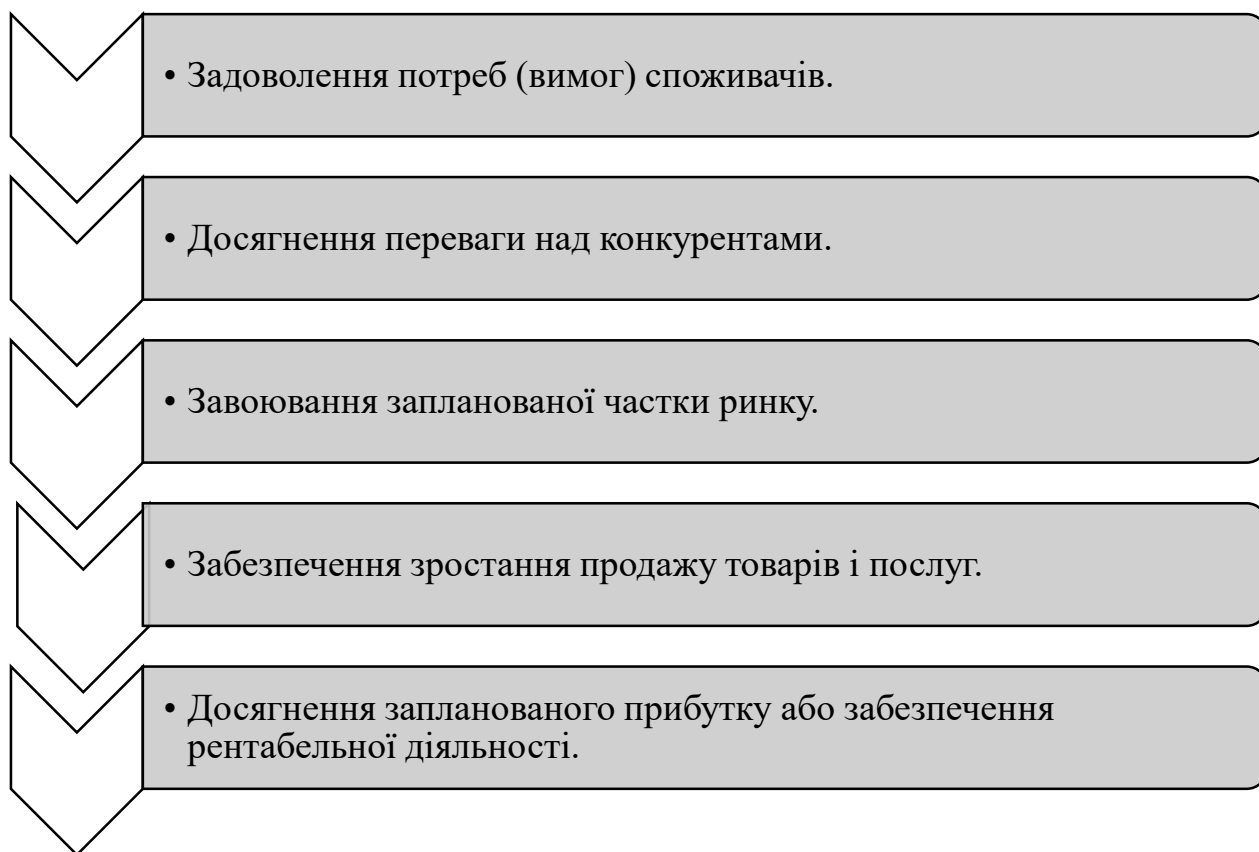 • Задоволення потреб (вимог) споживачів.
• Досягнення переваги над конкурентами.
• Завоювання запланованої частки ринку.
• Забезпечення зростання продажу товарів і послуг.
• Досягнення запланованого прибутку або забезпечення
рентабельної діяльності.